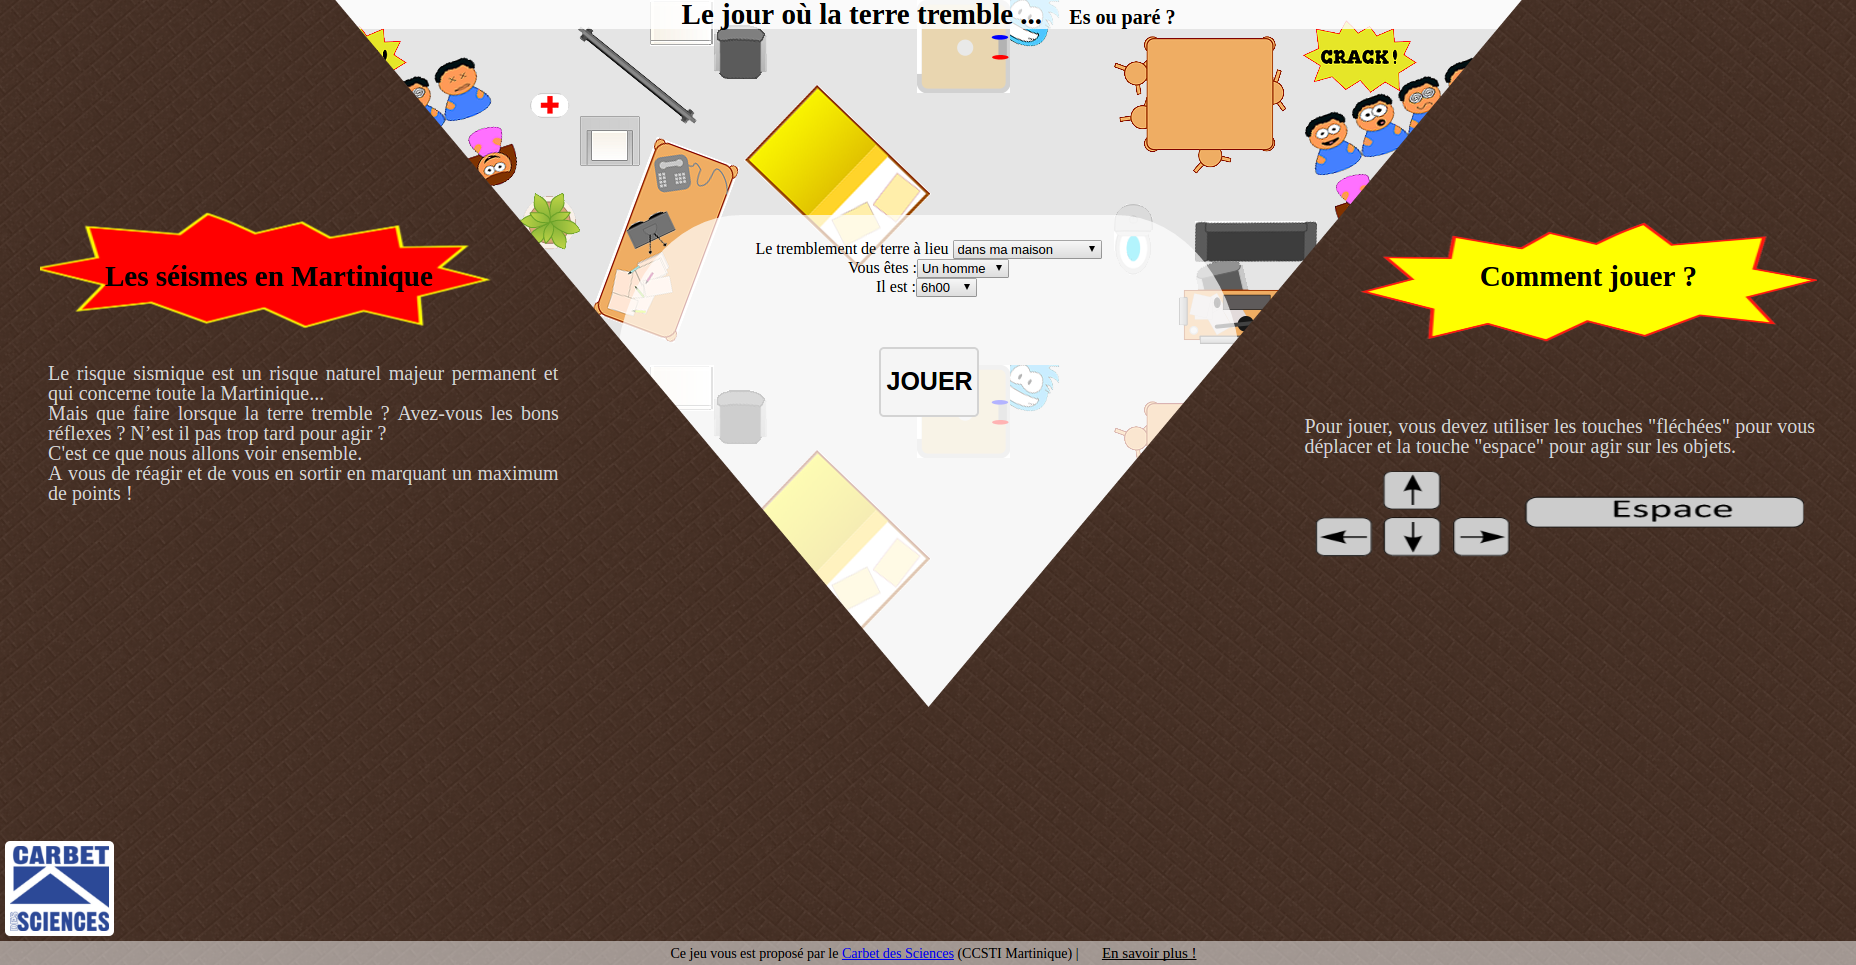 Le jour où la terre tremble ... Es ou paré ?
!
CRACK!
Les séismes en Martinique
Le risque sismique est un risque naturel majeur permanent et
qui concerne toute la Martinique...
Mais que faire lorsque la terre tremble ? Avez-vous les bons
réflexes ? N’est il pas trop tard pour agir ?
C'est ce que nous allons voir ensemble.
A vous de réagir et de vous en sortir en marquant un maximum
de points !
Le tremblement de terre à lieu dans ma maison
Vous êtes : Un homme
Il est : 6h00
JOUER
Comment jouer ?
Pour jouer, vous devez utiliser les touches "fléchées" pour vous
déplacer et la touche "espace" pour agir sur les objets.
Espace
CARBET
DES SCIENCES
Ce jeu vous est proposé par le Carbet des Sciences (CCSTI Martinique) | En savoir plus !